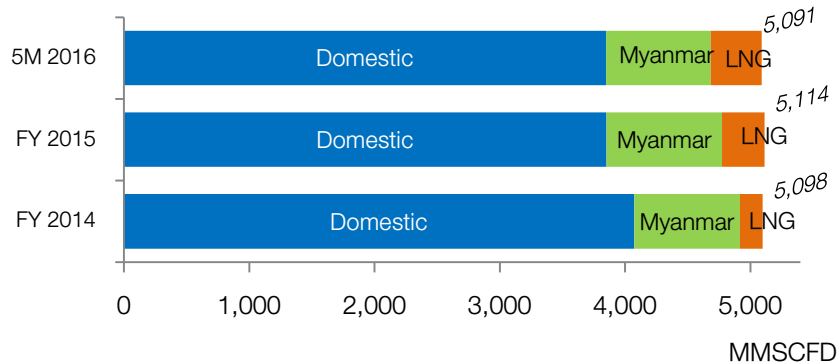 5,091
5M 2016 Domestic Myanmar LNG
5,114
FY 2015 Domestic Myanmar LNG
5,098
FY 2014 Domestic Myanmar LNG
0 1,000 2,000 3,000 4,000 5,000
MMSCFD